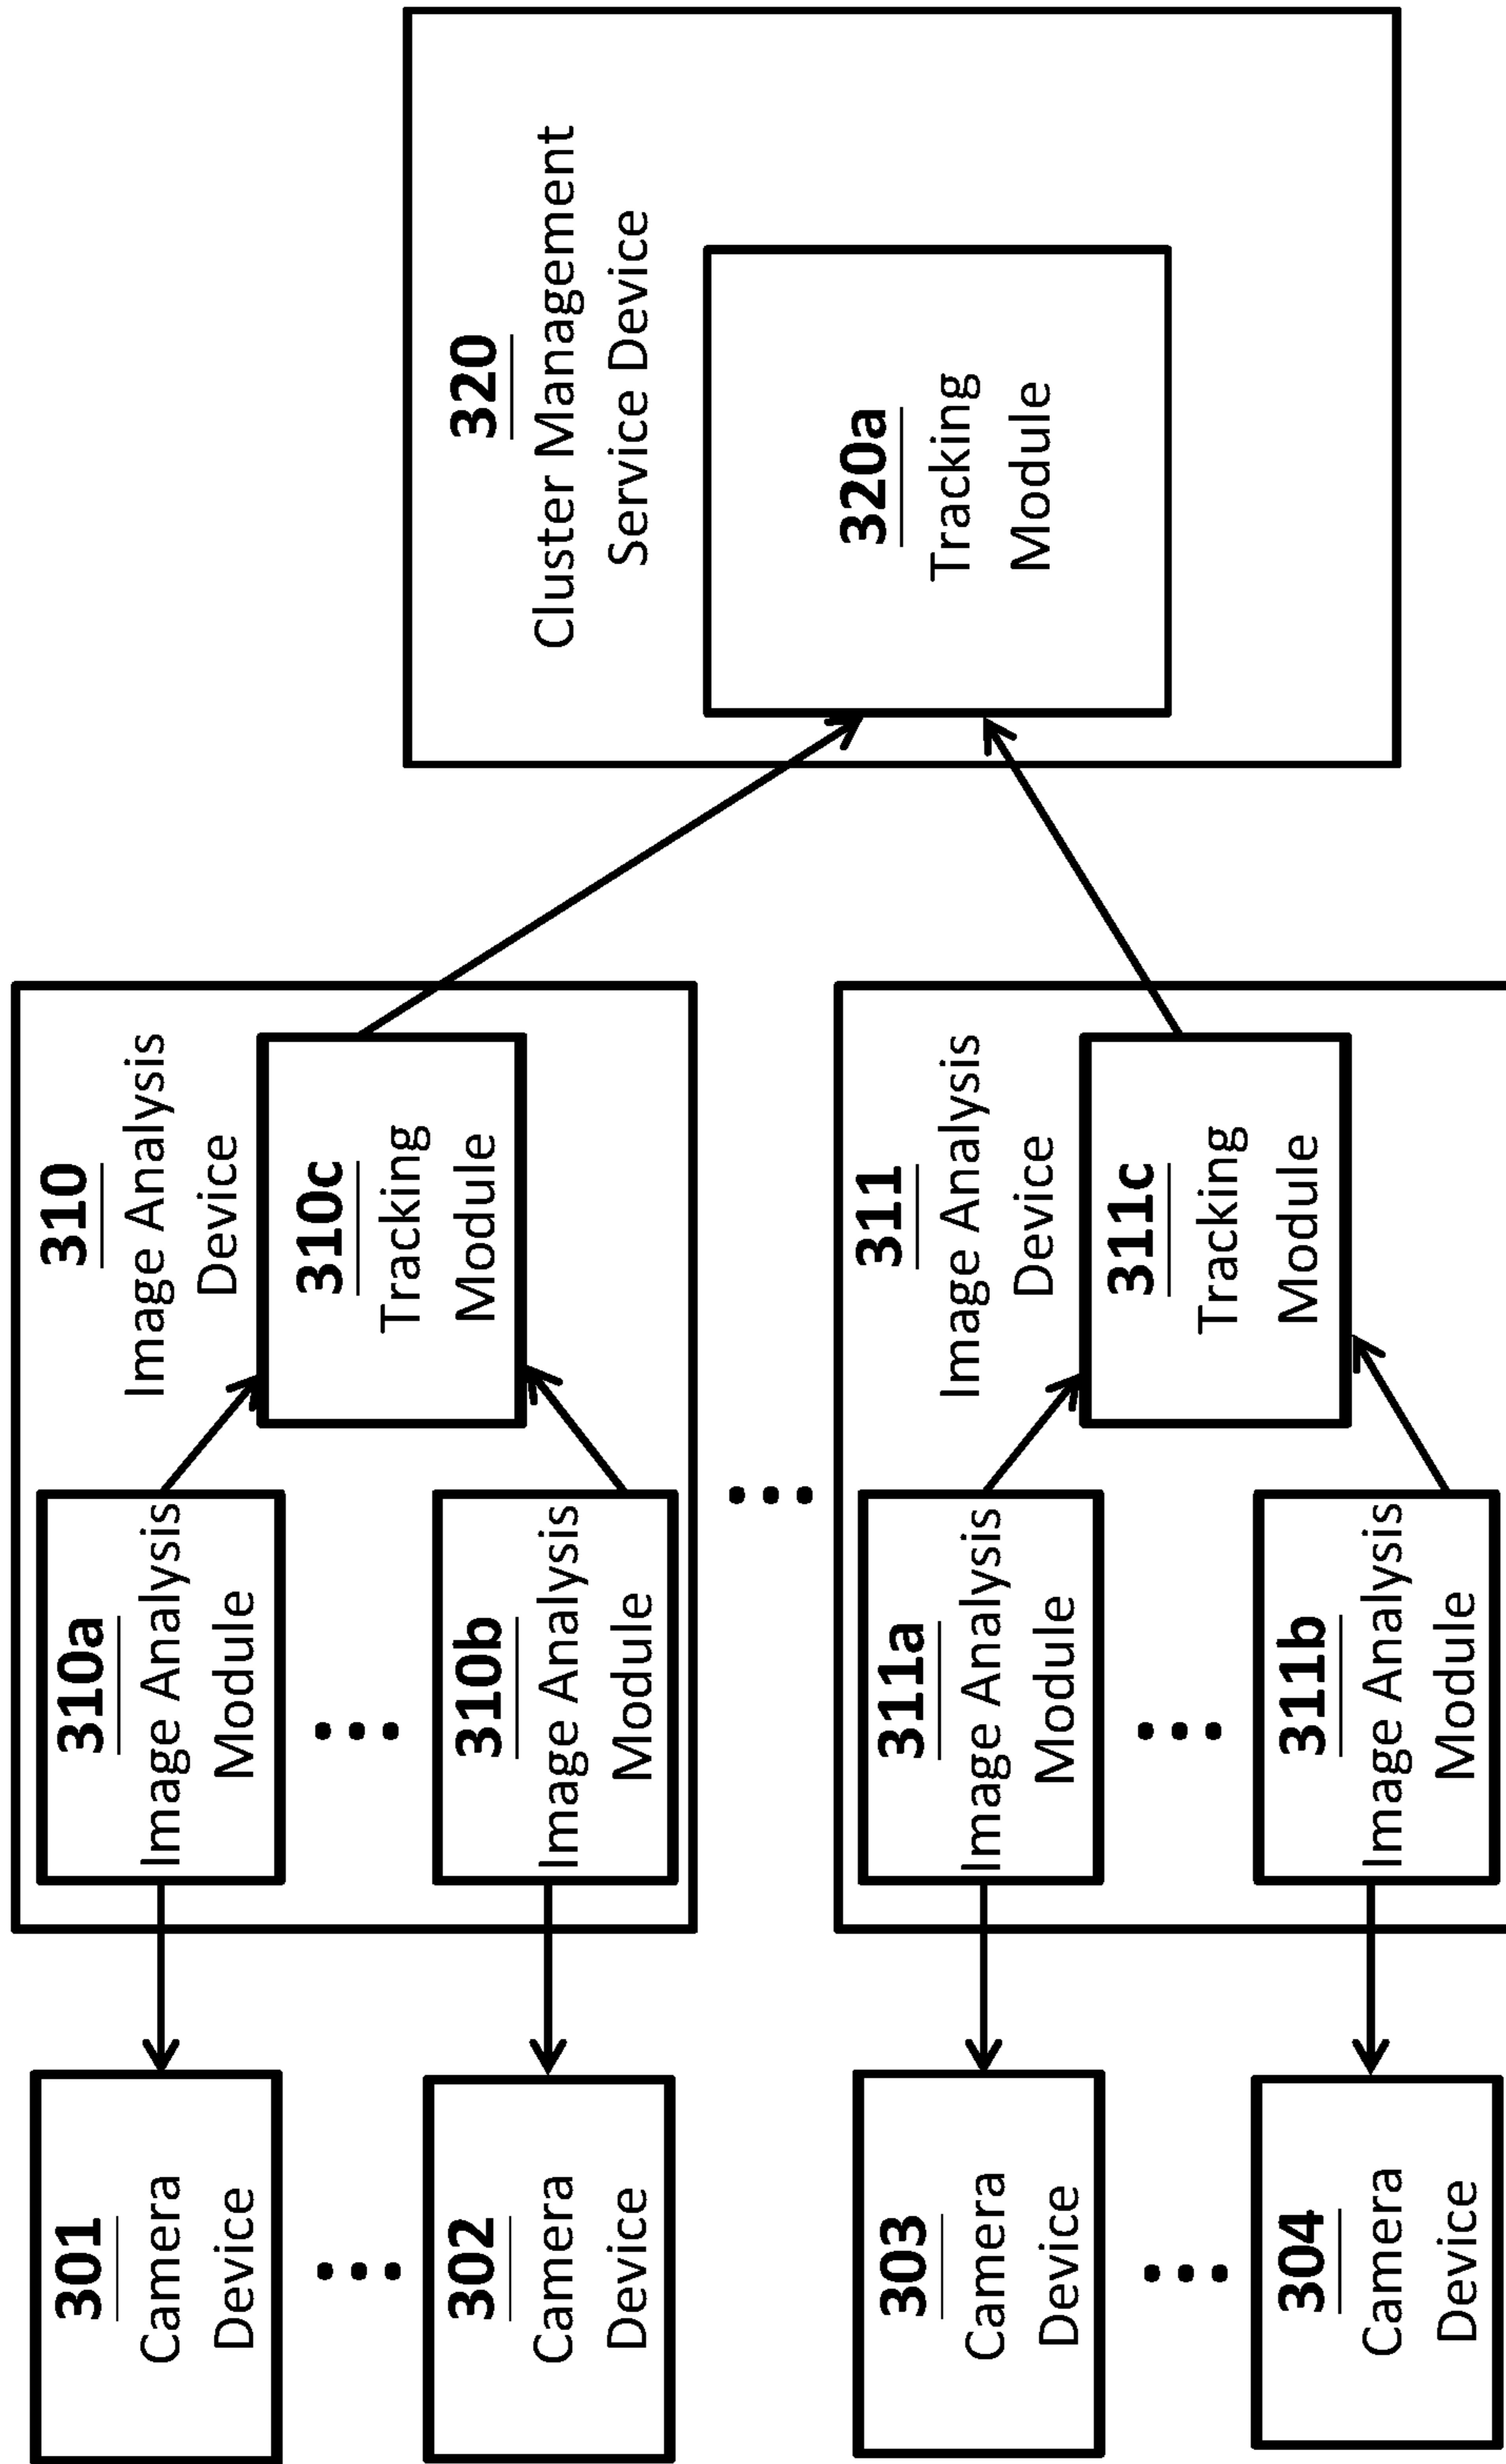 301
Camera
Device
...
302
Camera
Device
303
Camera
Device
...
304
Camera
Device
310
Image Analysis
Device
310a
Image Analysis
Module
...
310b
Image Analysis
Module
310c
Tracking
Module
...
311
Image Analysis
Device
311a
Image Analysis
Module
...
311b
Image Analysis
Module
311c
Tracking
Module
320
Cluster Management
Service Device
320a
Tracking
Module